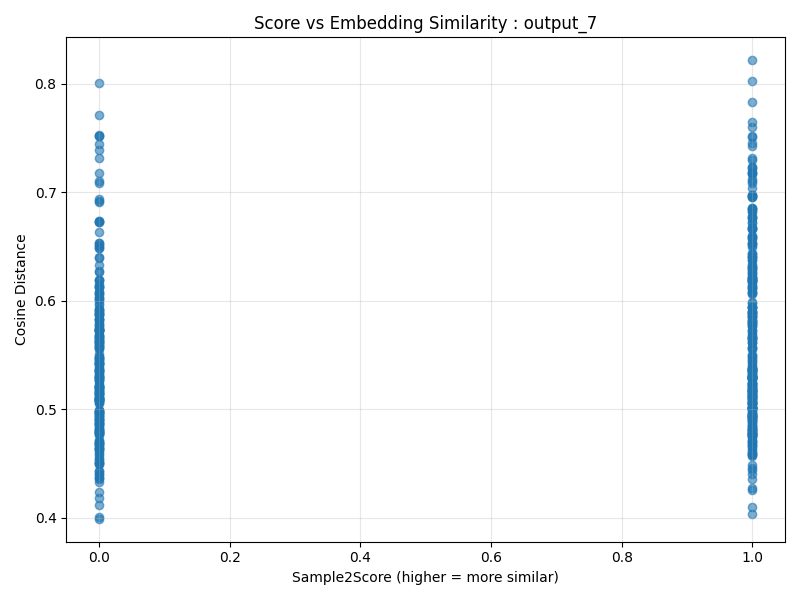 Score vs Embedding Similarity : output_7
Cosine Distance
0.8
0.7
0.6
0.5
0.4
0.0 0.2 0.4 0.6 0.8 1.0
Sample2Score (higher = more similar)